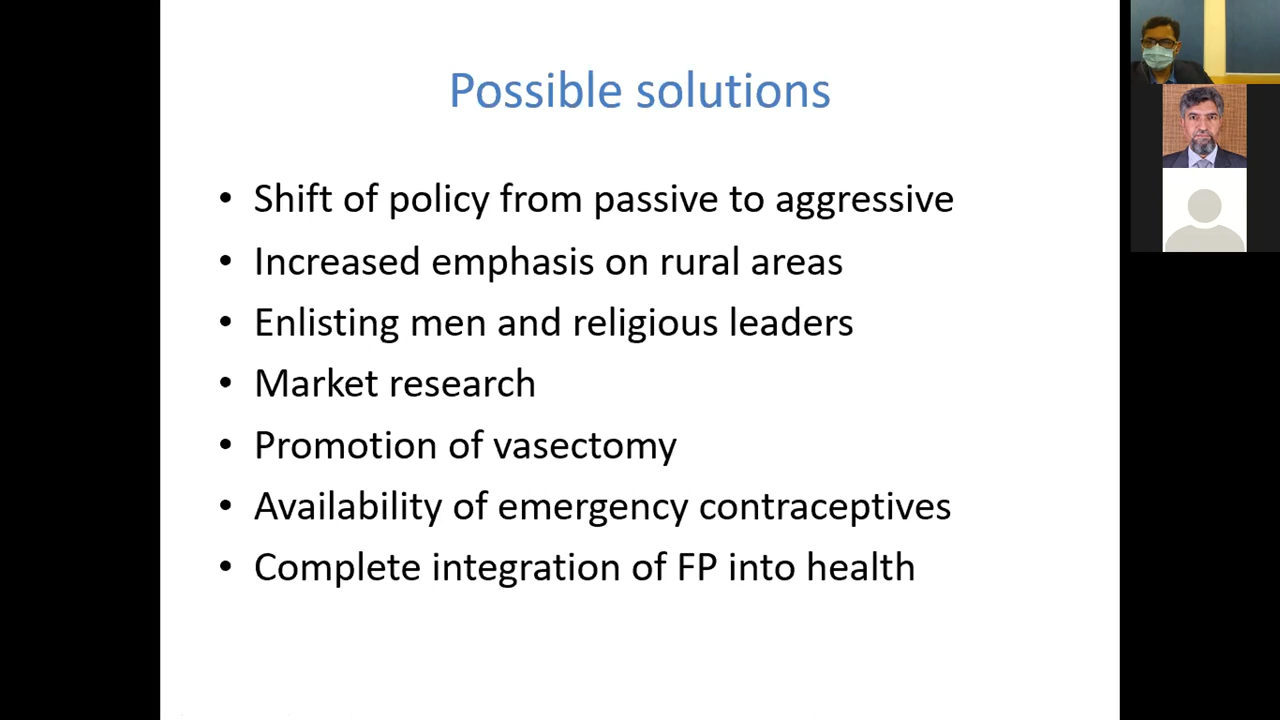 Possible solutions
• Shift of policy from passive to aggressive
• Increased emphasis on rural areas
• Enlisting men and religious leaders
• Market research
• Promotion of vasectomy
• Availability of emergency contraceptives
• Complete integration of FP into health